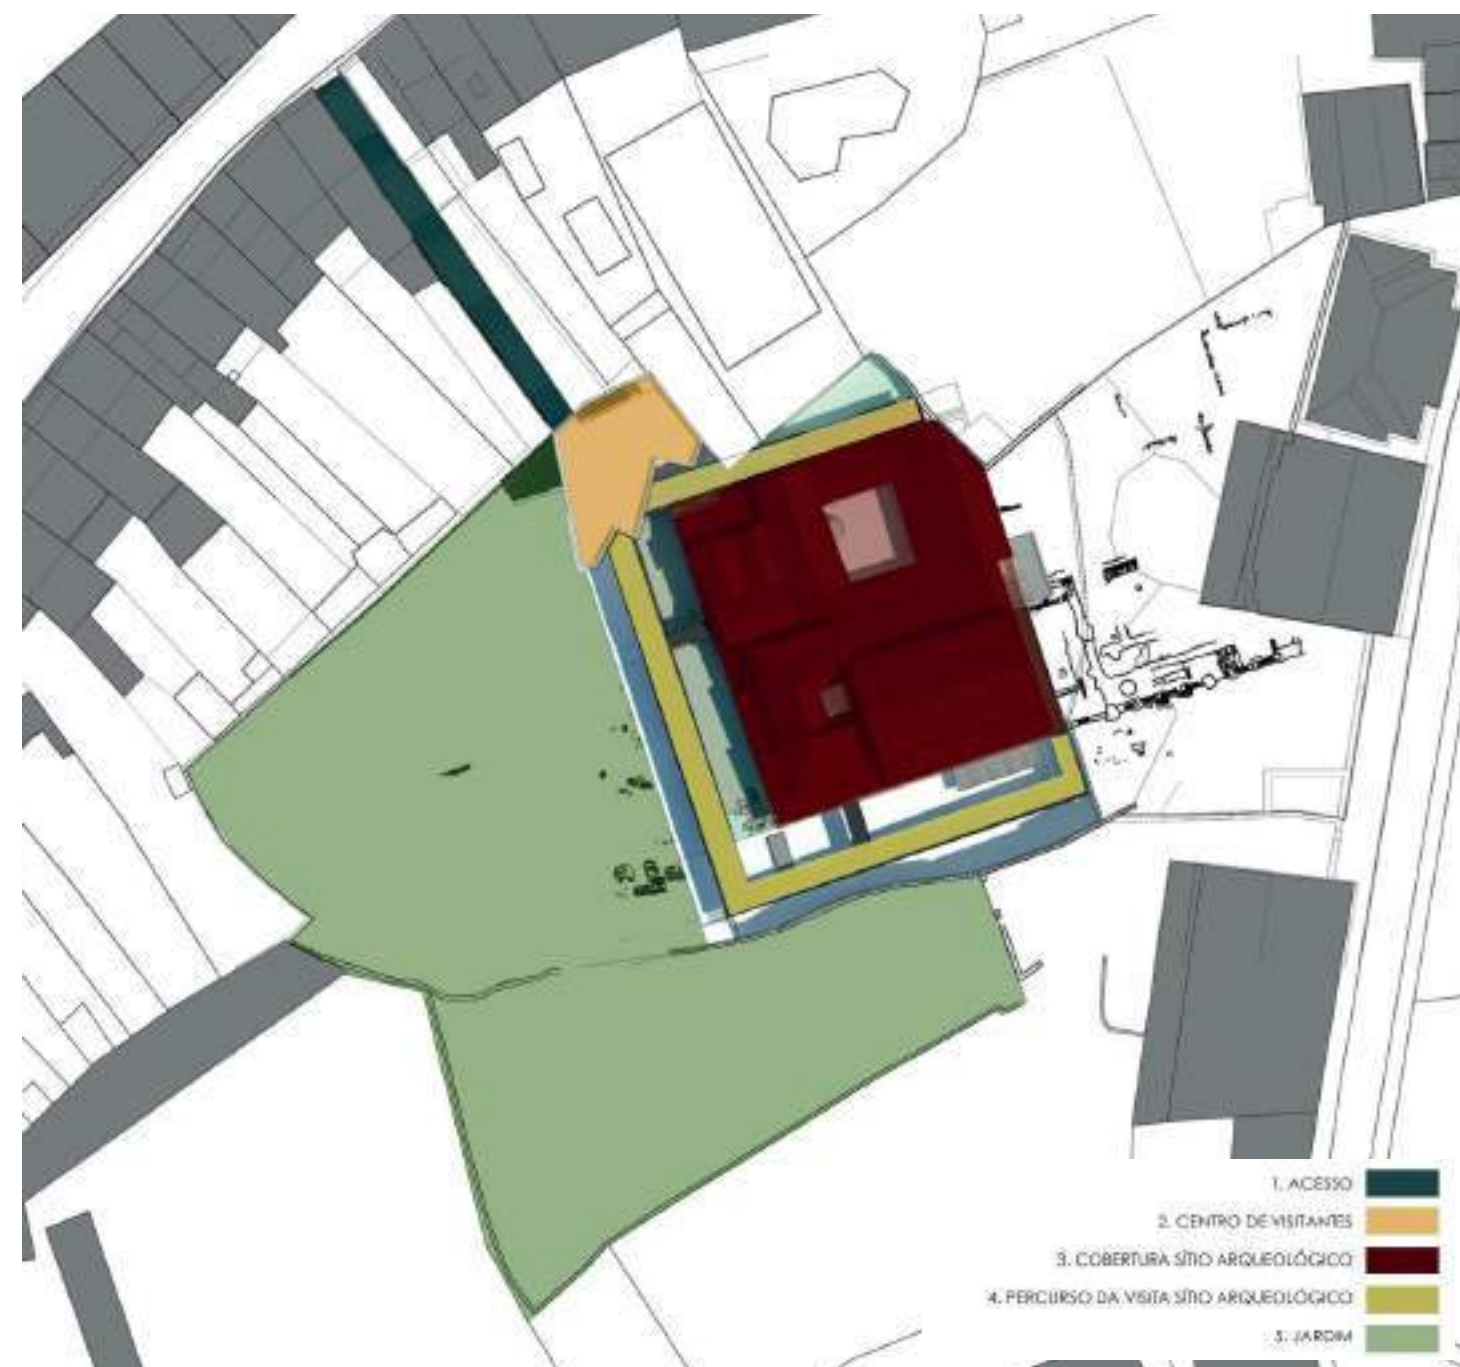 1. ACESSO
2. CENTRO DE VISITANTES
3. COBERTURA SÍTIO ARQUEOLÓGICO
4. PERCURSO DA VISITA SÍTIO ARQUEOLÓGICO
5. JARDIM